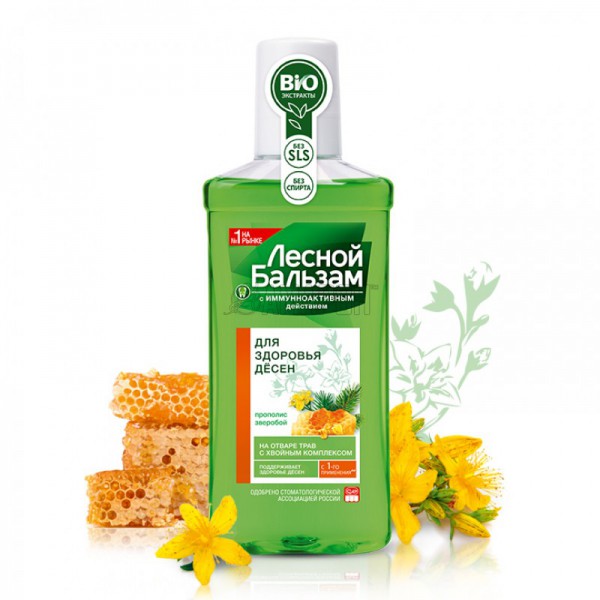 BIO
ЭКСТРАКТЫ
БЕЗ
SLS
БЕЗ
СПИРТА
№1 НА РЫНКЕ
Лесной
Бальзам
с ИММУННОАКТИВНЫМ
действием
ДЛЯ
ЗДОРОВЬЯ
ДЁСЕН
прополис
зверобой
НА ОТВАРЕ ТРАВ
С ХВОЙНЫМ КОМПЛЕКСОМ
ПОДДЕРЖИВАЕТ
ЗДОРОВЬЕ ДЕСЕН
с 1-го
применения**
ОДОБРЕНО СТОМАТОЛОГИЧЕСКОЙ
АССОЦИАЦИЕЙ РОССИИ